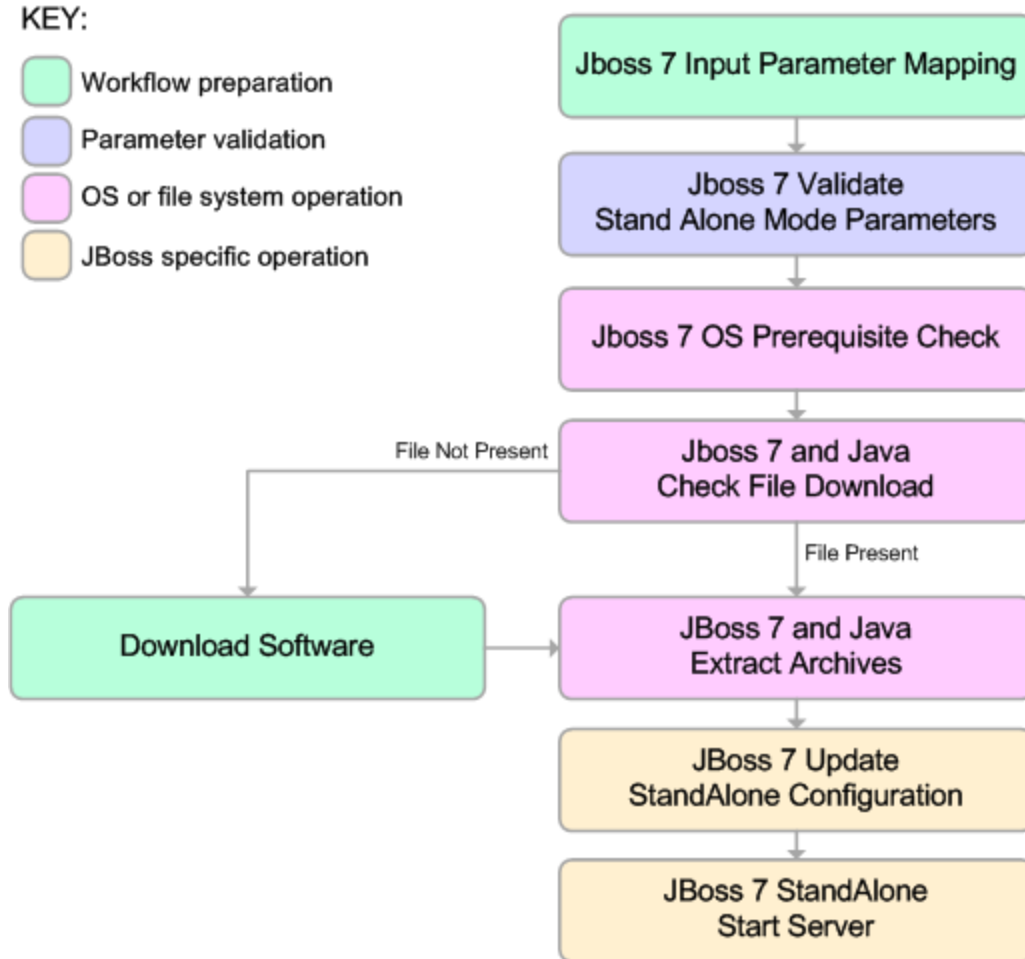 KEY:
Workflow preparation
Parameter validation
OS or file system operation
JBoss specific operation
Jboss 7 Input Parameter Mapping
Jboss 7 Validate
Stand Alone Mode Parameters
Jboss 7 OS Prerequisite Check
Jboss 7 and Java
Check File Download
File Not Present
File Present
Download Software
JBoss 7 and Java
Extract Archives
JBoss 7 Update
StandAlone Configuration
JBoss 7 StandAlone
Start Server